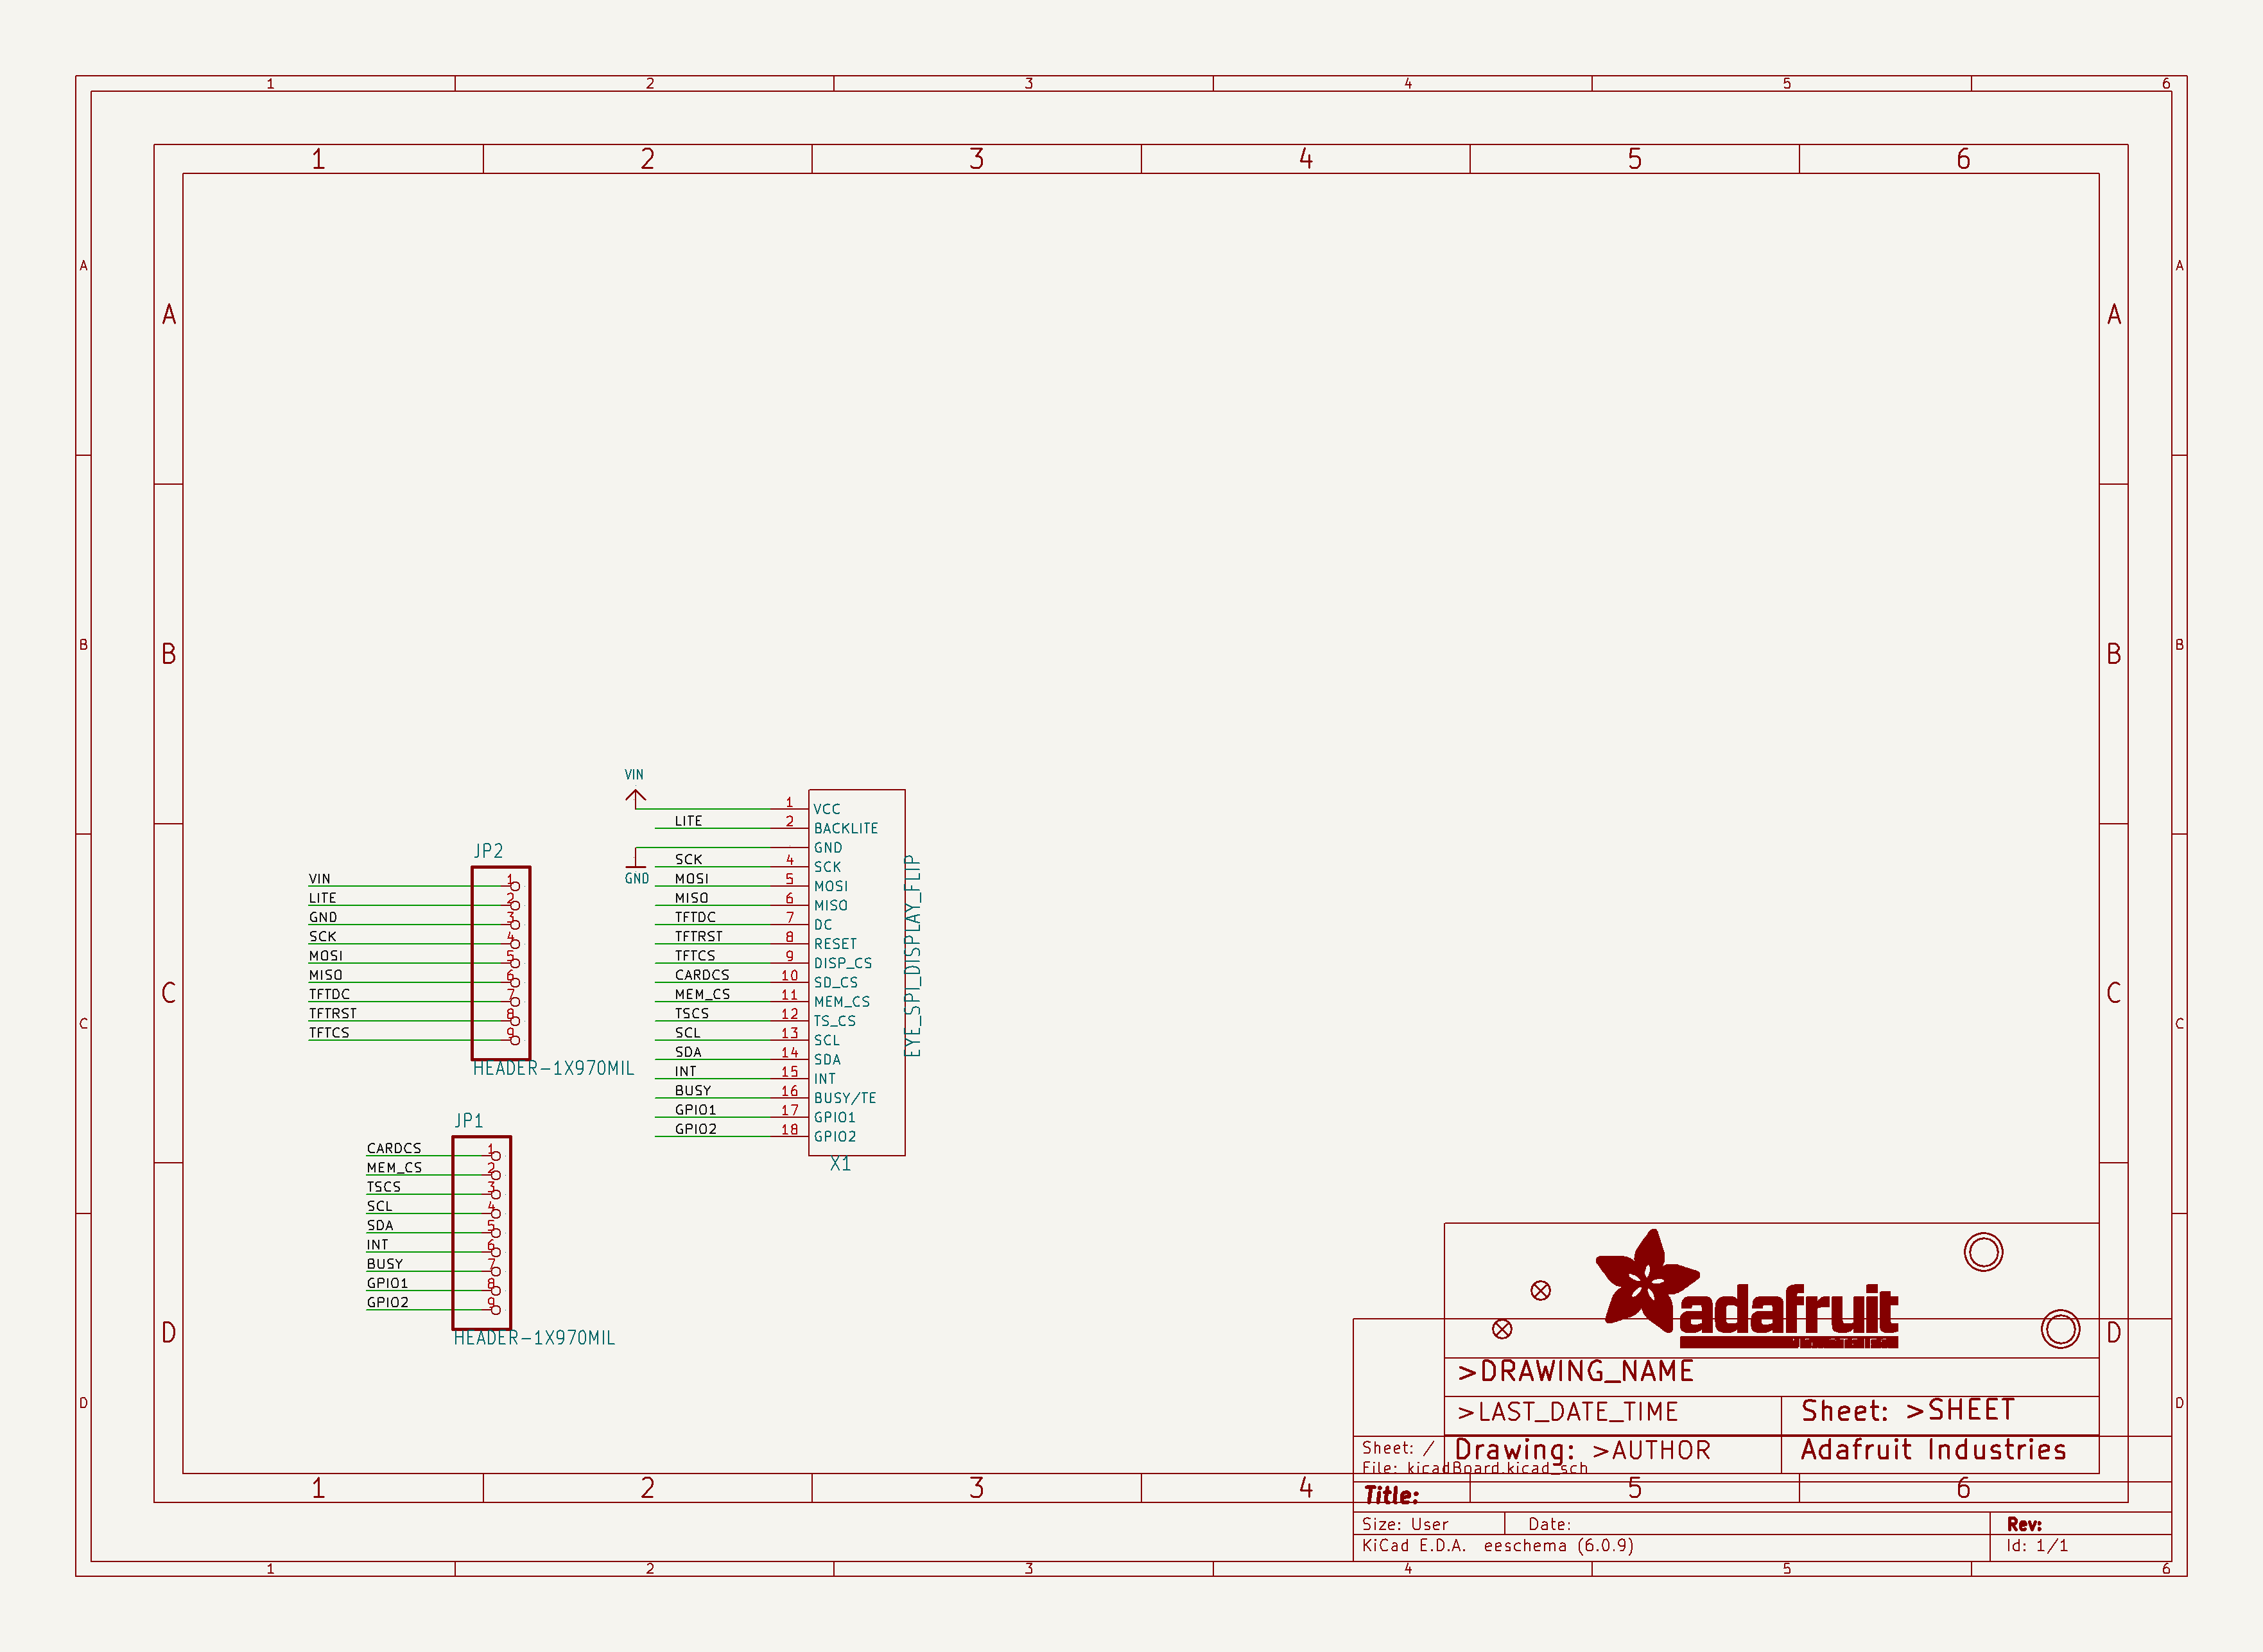 1 2 3 4 5 6
1 2 3 4 5 6
A A
A A
B B
B B
C C
C C
D D
D D
VIN
1 VCC
LITE 2 BACKLITE
GND
GND
SCK 4 SCK
MOSI 5 MOSI
MISO 6 MISO
TFTDC 7 DC
TFTRST 8 RESET
TFTCS 9 DISP_CS
CARDCS 10 SD_CS
MEM_CS 11 MEM_CS
TSCS 12 TS_CS
SCL 13 SCL
SDA 14 SDA
INT 15 INT
BUSY 16 BUSY/TE
GPIO1 17 GPIO1
GPIO2 18 GPIO2
X1
EYE_SPI_DISPLAY_FLIP
JP2
VIN 1
LITE 2
GND 3
SCK 4
MOSI 5
MISO 6
TFTDC 7
TFTRST 8
TFTCS 9
HEADER-1X970MIL
JP1
CARDCS 1
MEM_CS 2
TSCS 3
SCL 4
SDA 5
INT 6
BUSY 7
GPIO1 8
GPIO2 9
HEADER-1X970MIL
adafruit
>DRAWING_NAME
>LAST_DATE_TIME
Sheet: >SHEET
Drawing: >AUTHOR
Adafruit Industries
Sheet: /
File: kicadBoard.kicad_sch
Title:
Size: User
Date:
Rev:
KiCad E.D.A. eeschema (6.0.9)
Id: 1/1
1 2 3 4 5 6
1 2 3 4 5 6